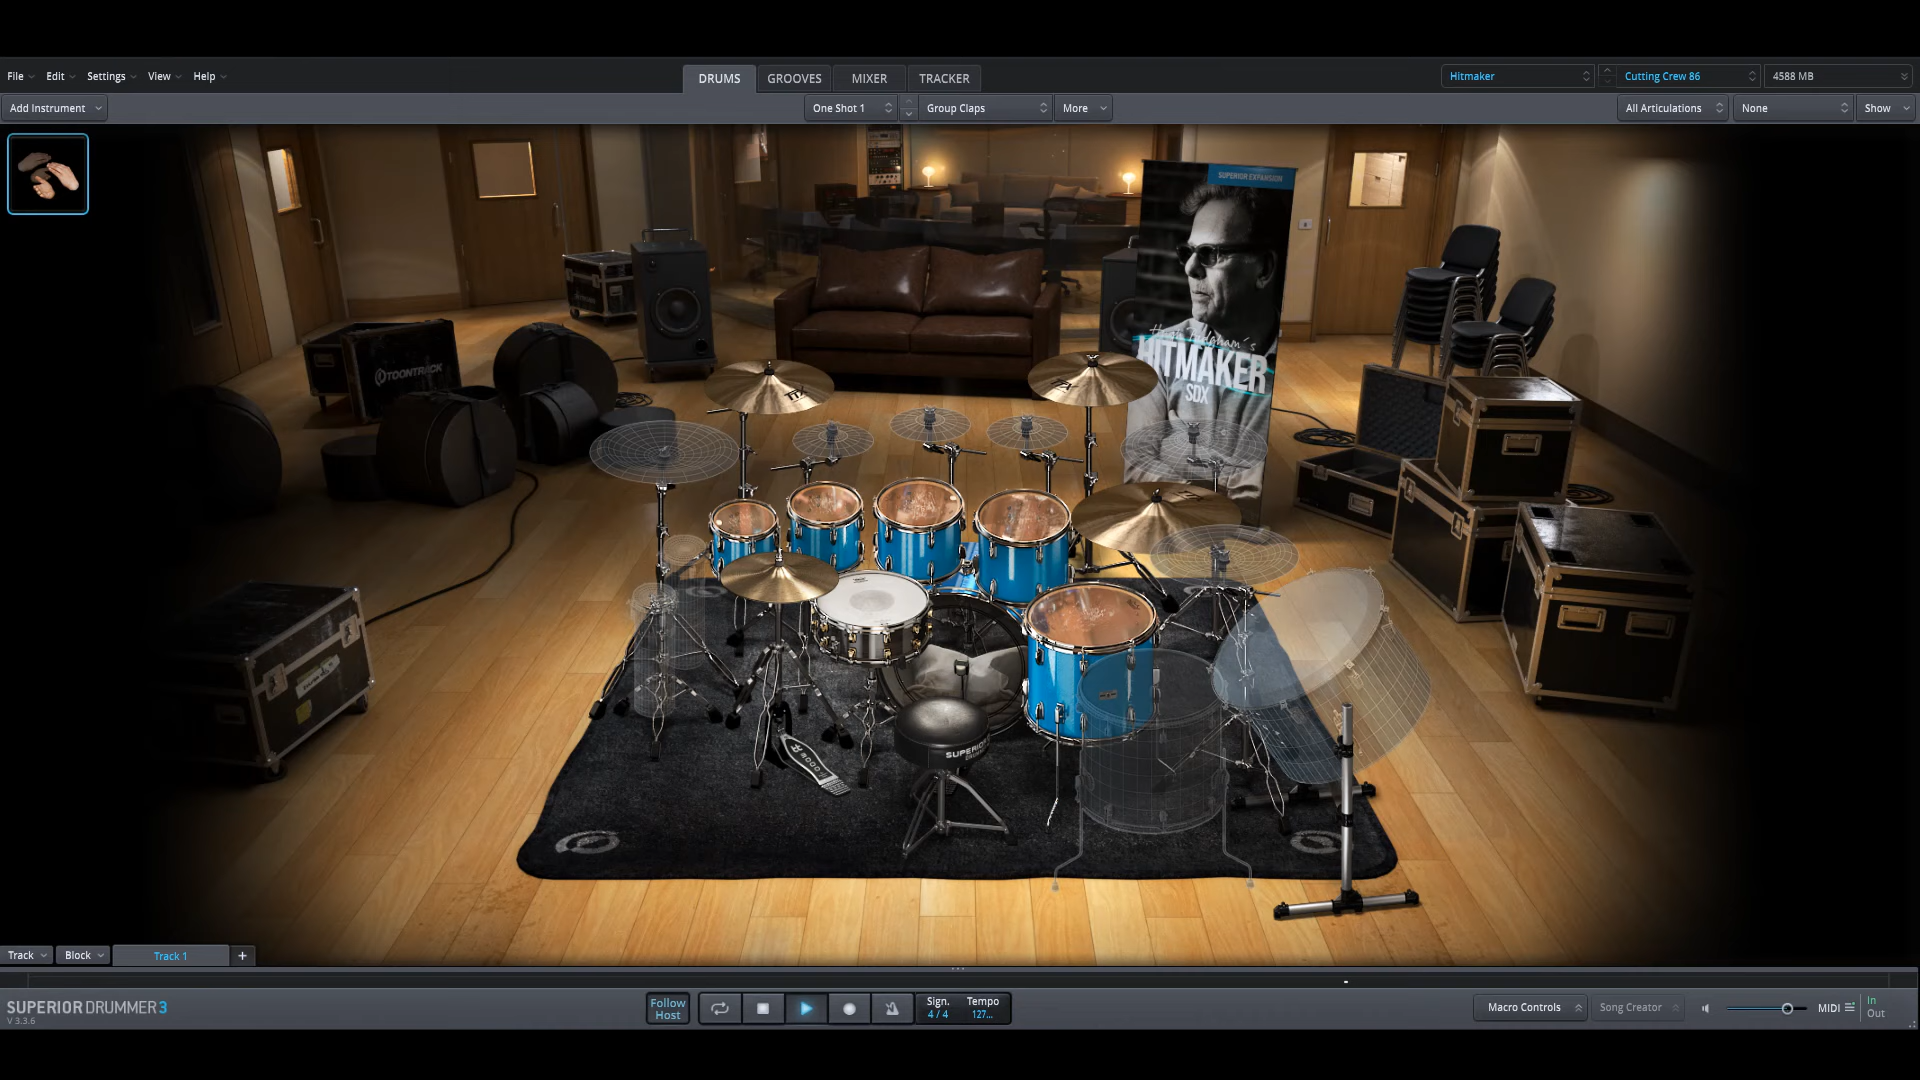 File Edit Settings View Help
DRUMS GROOVES MIXER TRACKER
Hitmaker Cutting Crew 86 4588 MB
Add Instrument One Shot 1 Group Claps More All Articulations None Show
SUPERIOR EXPANSION
TOONTRACK
HITMAKER
SDX
TTX
SUPERIOR
Track Block Track 1 +
SUPERIOR DRUMMER 3
V 3.3.6
Follow
Host
Sign. Tempo
4 / 4 127...
Macro Controls Song Creator MIDI In
Out